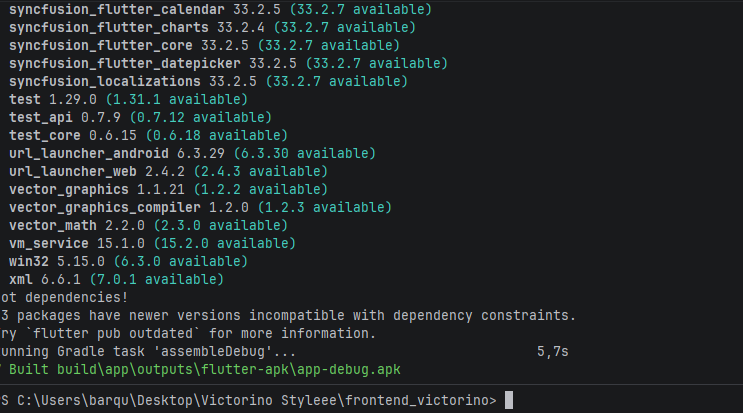 syncfusion_flutter_calendar 33.2.5 (33.2.7 available)
syncfusion_flutter_charts 33.2.4 (33.2.7 available)
syncfusion_flutter_core 33.2.5 (33.2.7 available)
syncfusion_flutter_datepicker 33.2.5 (33.2.7 available)
syncfusion_localizations 33.2.5 (33.2.7 available)
test 1.29.0 (1.31.1 available)
test_api 0.7.9 (0.7.12 available)
test_core 0.6.15 (0.6.18 available)
url_launcher_android 6.3.29 (6.3.30 available)
url_launcher_web 2.4.2 (2.4.3 available)
vector_graphics 1.1.21 (1.2.2 available)
vector_graphics_compiler 1.2.0 (1.2.3 available)
vector_math 2.2.0 (2.3.0 available)
vm_service 15.1.0 (15.2.0 available)
win32 5.15.0 (6.3.0 available)
xml 6.6.1 (7.0.1 available)
ot dependencies!
3 packages have newer versions incompatible with dependency constraints.
ry `flutter pub outdated` for more information.
unning Gradle task 'assembleDebug'... 5,7s
Built build\app\outputs\flutter-apk\app-debug.apk
PS C:\Users\barqu\Desktop\Victorino Styleee\frontend_victorino>